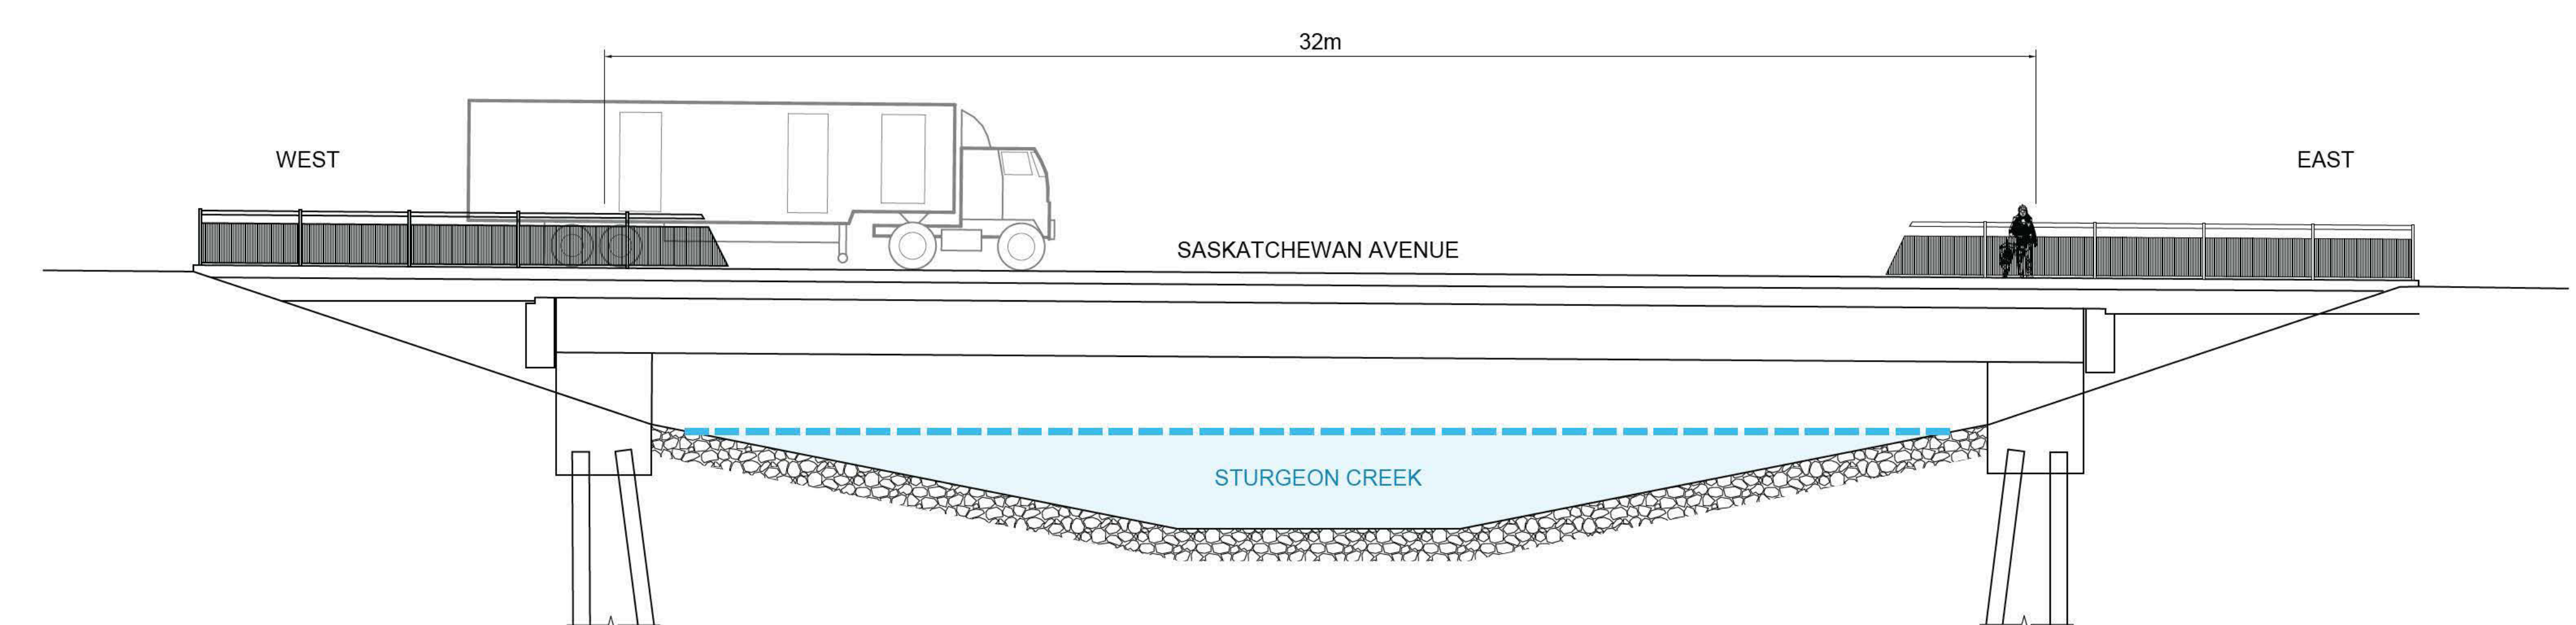 32m
WEST
EAST
SASKATCHEWAN AVENUE
STURGEON CREEK